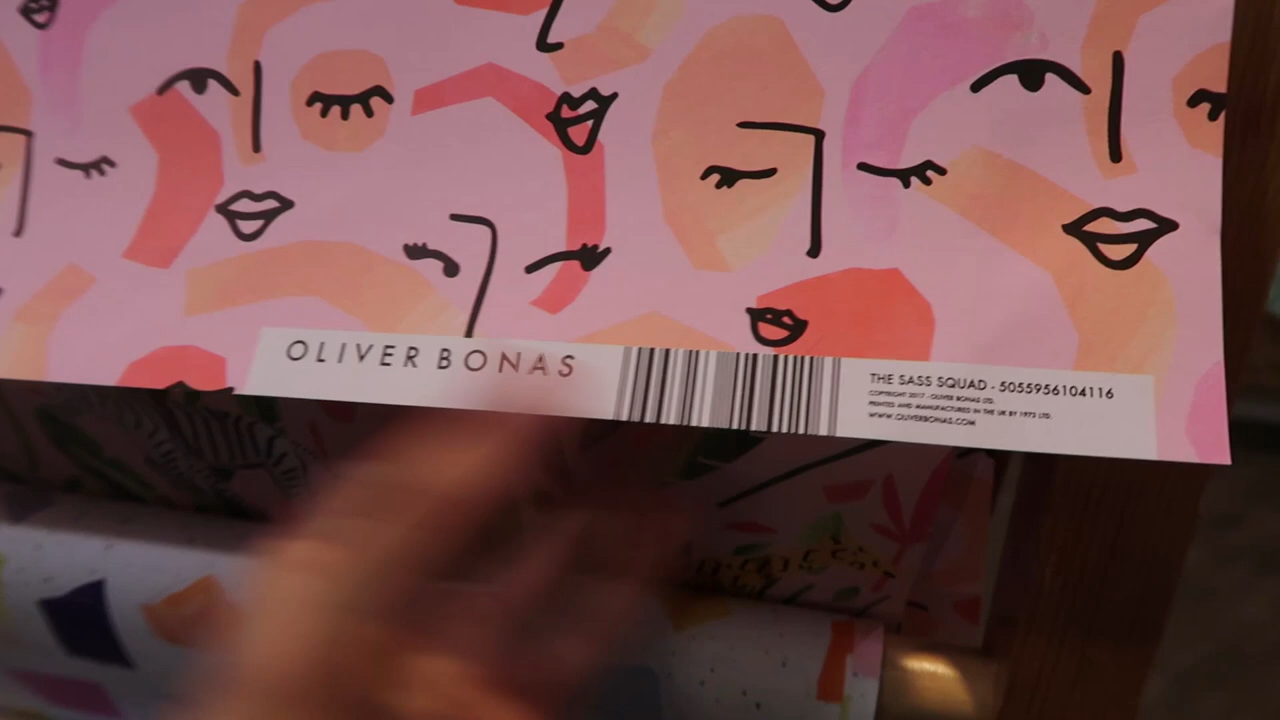 OLIVER BONAS
THE SASS SQUAD - 5055956104116
COPYRIGHT 2017 - OLIVER BONAS LTD.
PRINTED AND MANUFACTURED IN THE UK BY 1973 LTD.
WWW.OLIVERBONAS.COM